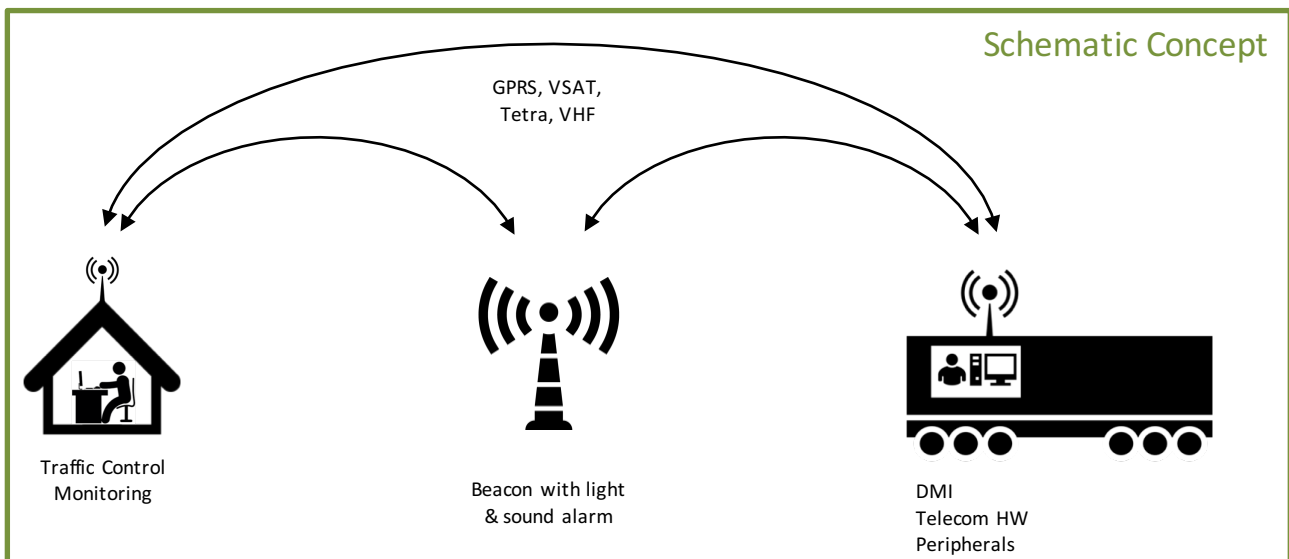 Schematic Concept
GPRS, VSAT,
Tetra, VHF
Traffic Control
Monitoring
Beacon with light
& sound alarm
DMI
Telecom HW
Peripherals